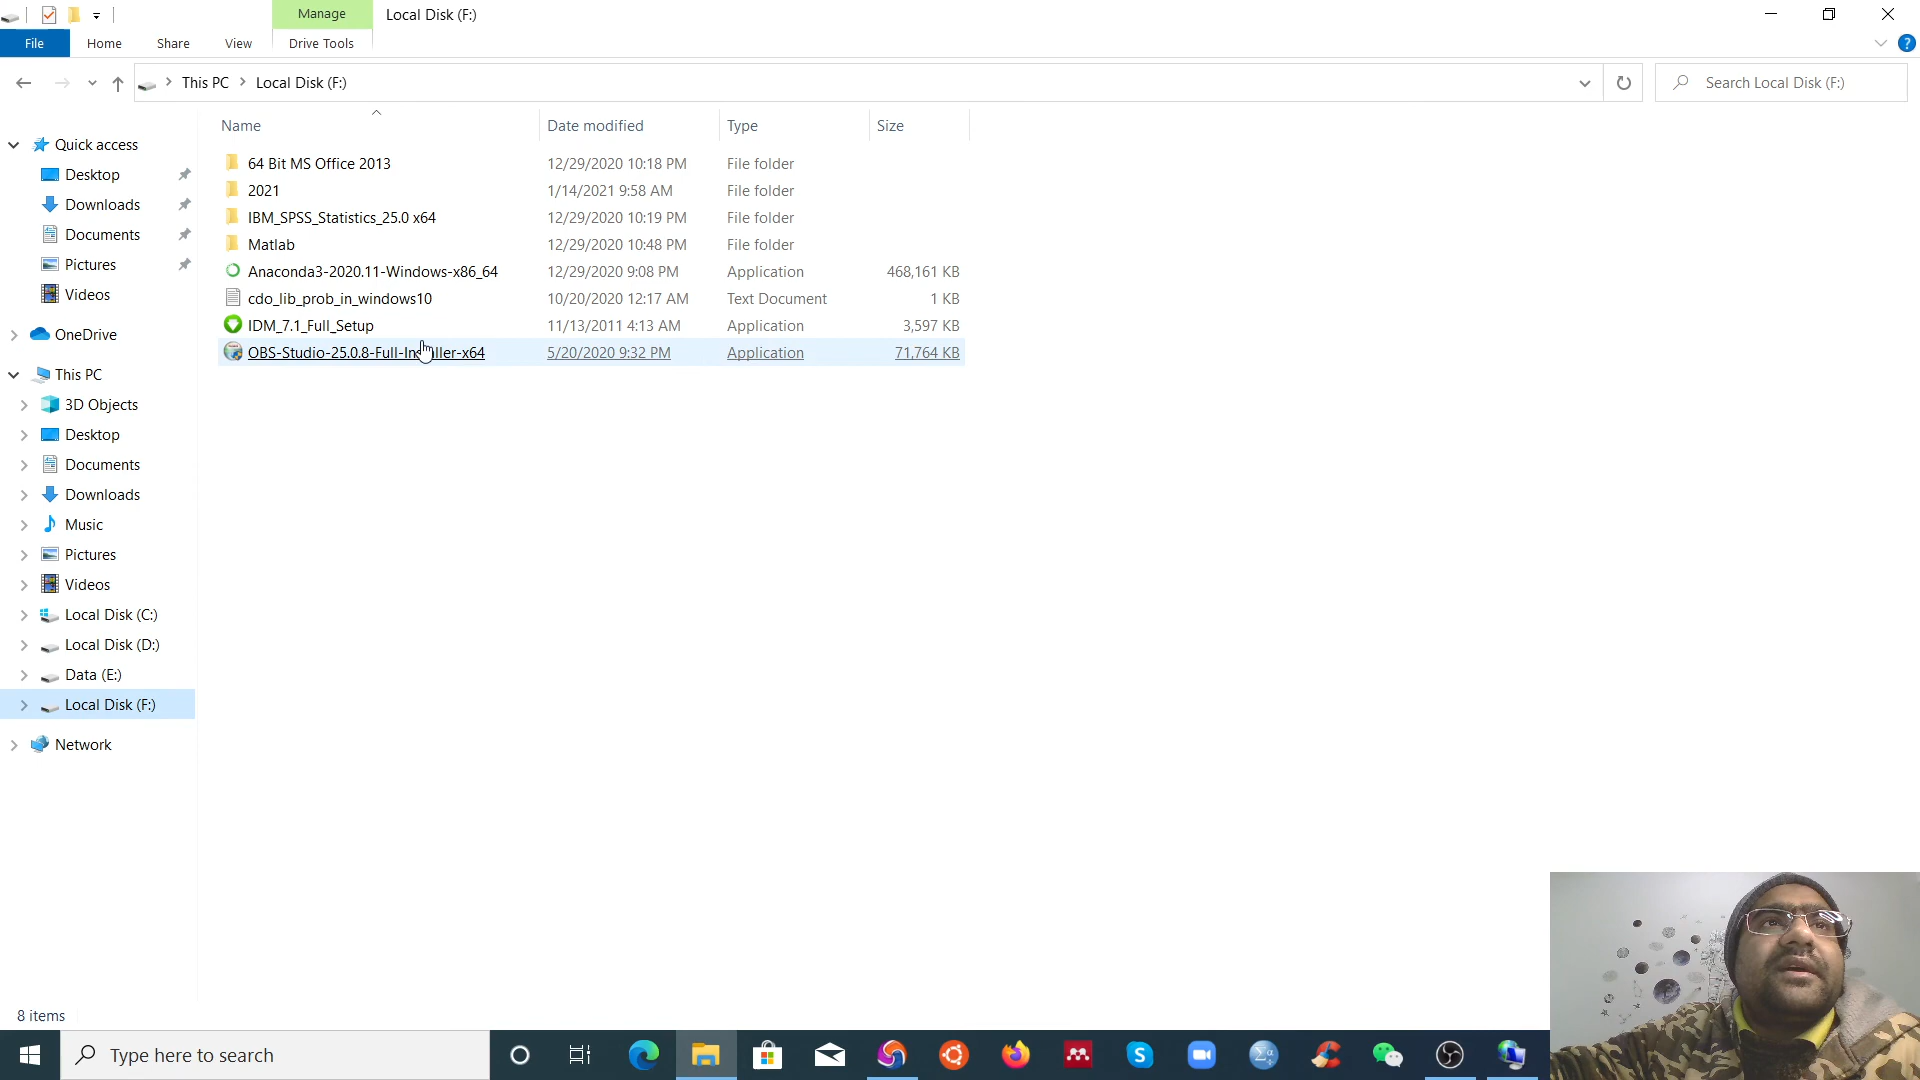 Manage
Local Disk (F:)
File
Home
Share
View
Drive Tools
This PC
Local Disk (F:)
Search Local Disk (F:)
Name
Date modified
Type
Size
64 Bit MS Office 2013 12/29/2020 10:18 PM File folder
2021 1/14/2021 9:58 AM File folder
IBM_SPSS_Statistics_25.0 x64 12/29/2020 10:19 PM File folder
Matlab 12/29/2020 10:48 PM File folder
Anaconda3-2020.11-Windows-x86_64 12/29/2020 9:08 PM Application 468,161 KB
cdo_lib_prob_in_windows10 10/20/2020 12:17 AM Text Document 1 KB
IDM_7.1_Full_Setup 11/13/2011 4:13 AM Application 3,597 KB
OBS-Studio-25.0.8-Full-Installer-x64 5/20/2020 9:32 PM Application 71,764 KB
Quick access
Desktop
Downloads
Documents
Pictures
Videos
OneDrive
This PC
3D Objects
Desktop
Documents
Downloads
Music
Pictures
Videos
Local Disk (C:)
Local Disk (D:)
Data (E:)
Local Disk (F:)
Network
8 items
Type here to search